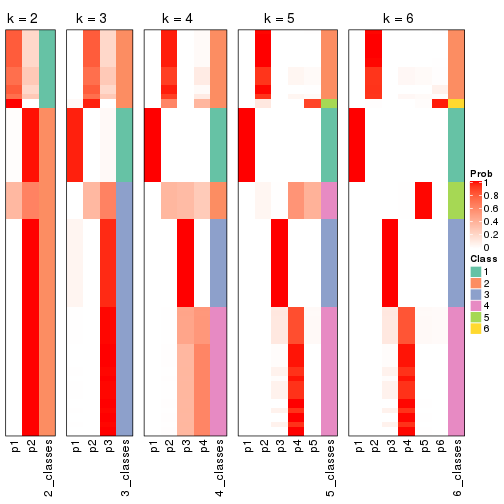 k = 2
k = 3
k = 4
k = 5
k = 6
Prob
1
0.8
0.6
0.4
0.2
0
Class
1
2
3
4
5
6
p1
p2
2_classes
p1
p2
p3
3_classes
p1
p2
p3
p4
4_classes
p1
p2
p3
p4
p5
5_classes
p1
p2
p3
p4
p5
p6
6_classes